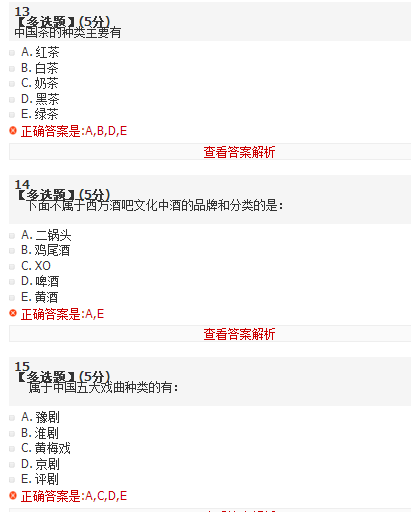 13
【多选题】(5分)
中国茶的种类主要有
A. 红茶
B. 白茶
C. 奶茶
D. 黑茶
E. 绿茶
正确答案是:A,B,D,E
查看答案解析
14
【多选题】(5分)
下面不属于西方酒吧文化中酒的品牌和分类的是：
A. 二锅头
B. 鸡尾酒
C. XO
D. 啤酒
E. 黄酒
正确答案是:A,E
查看答案解析
15
【多选题】(5分)
属于中国五大戏曲种类的有：
A. 豫剧
B. 淮剧
C. 黄梅戏
D. 京剧
E. 评剧
正确答案是:A,C,D,E